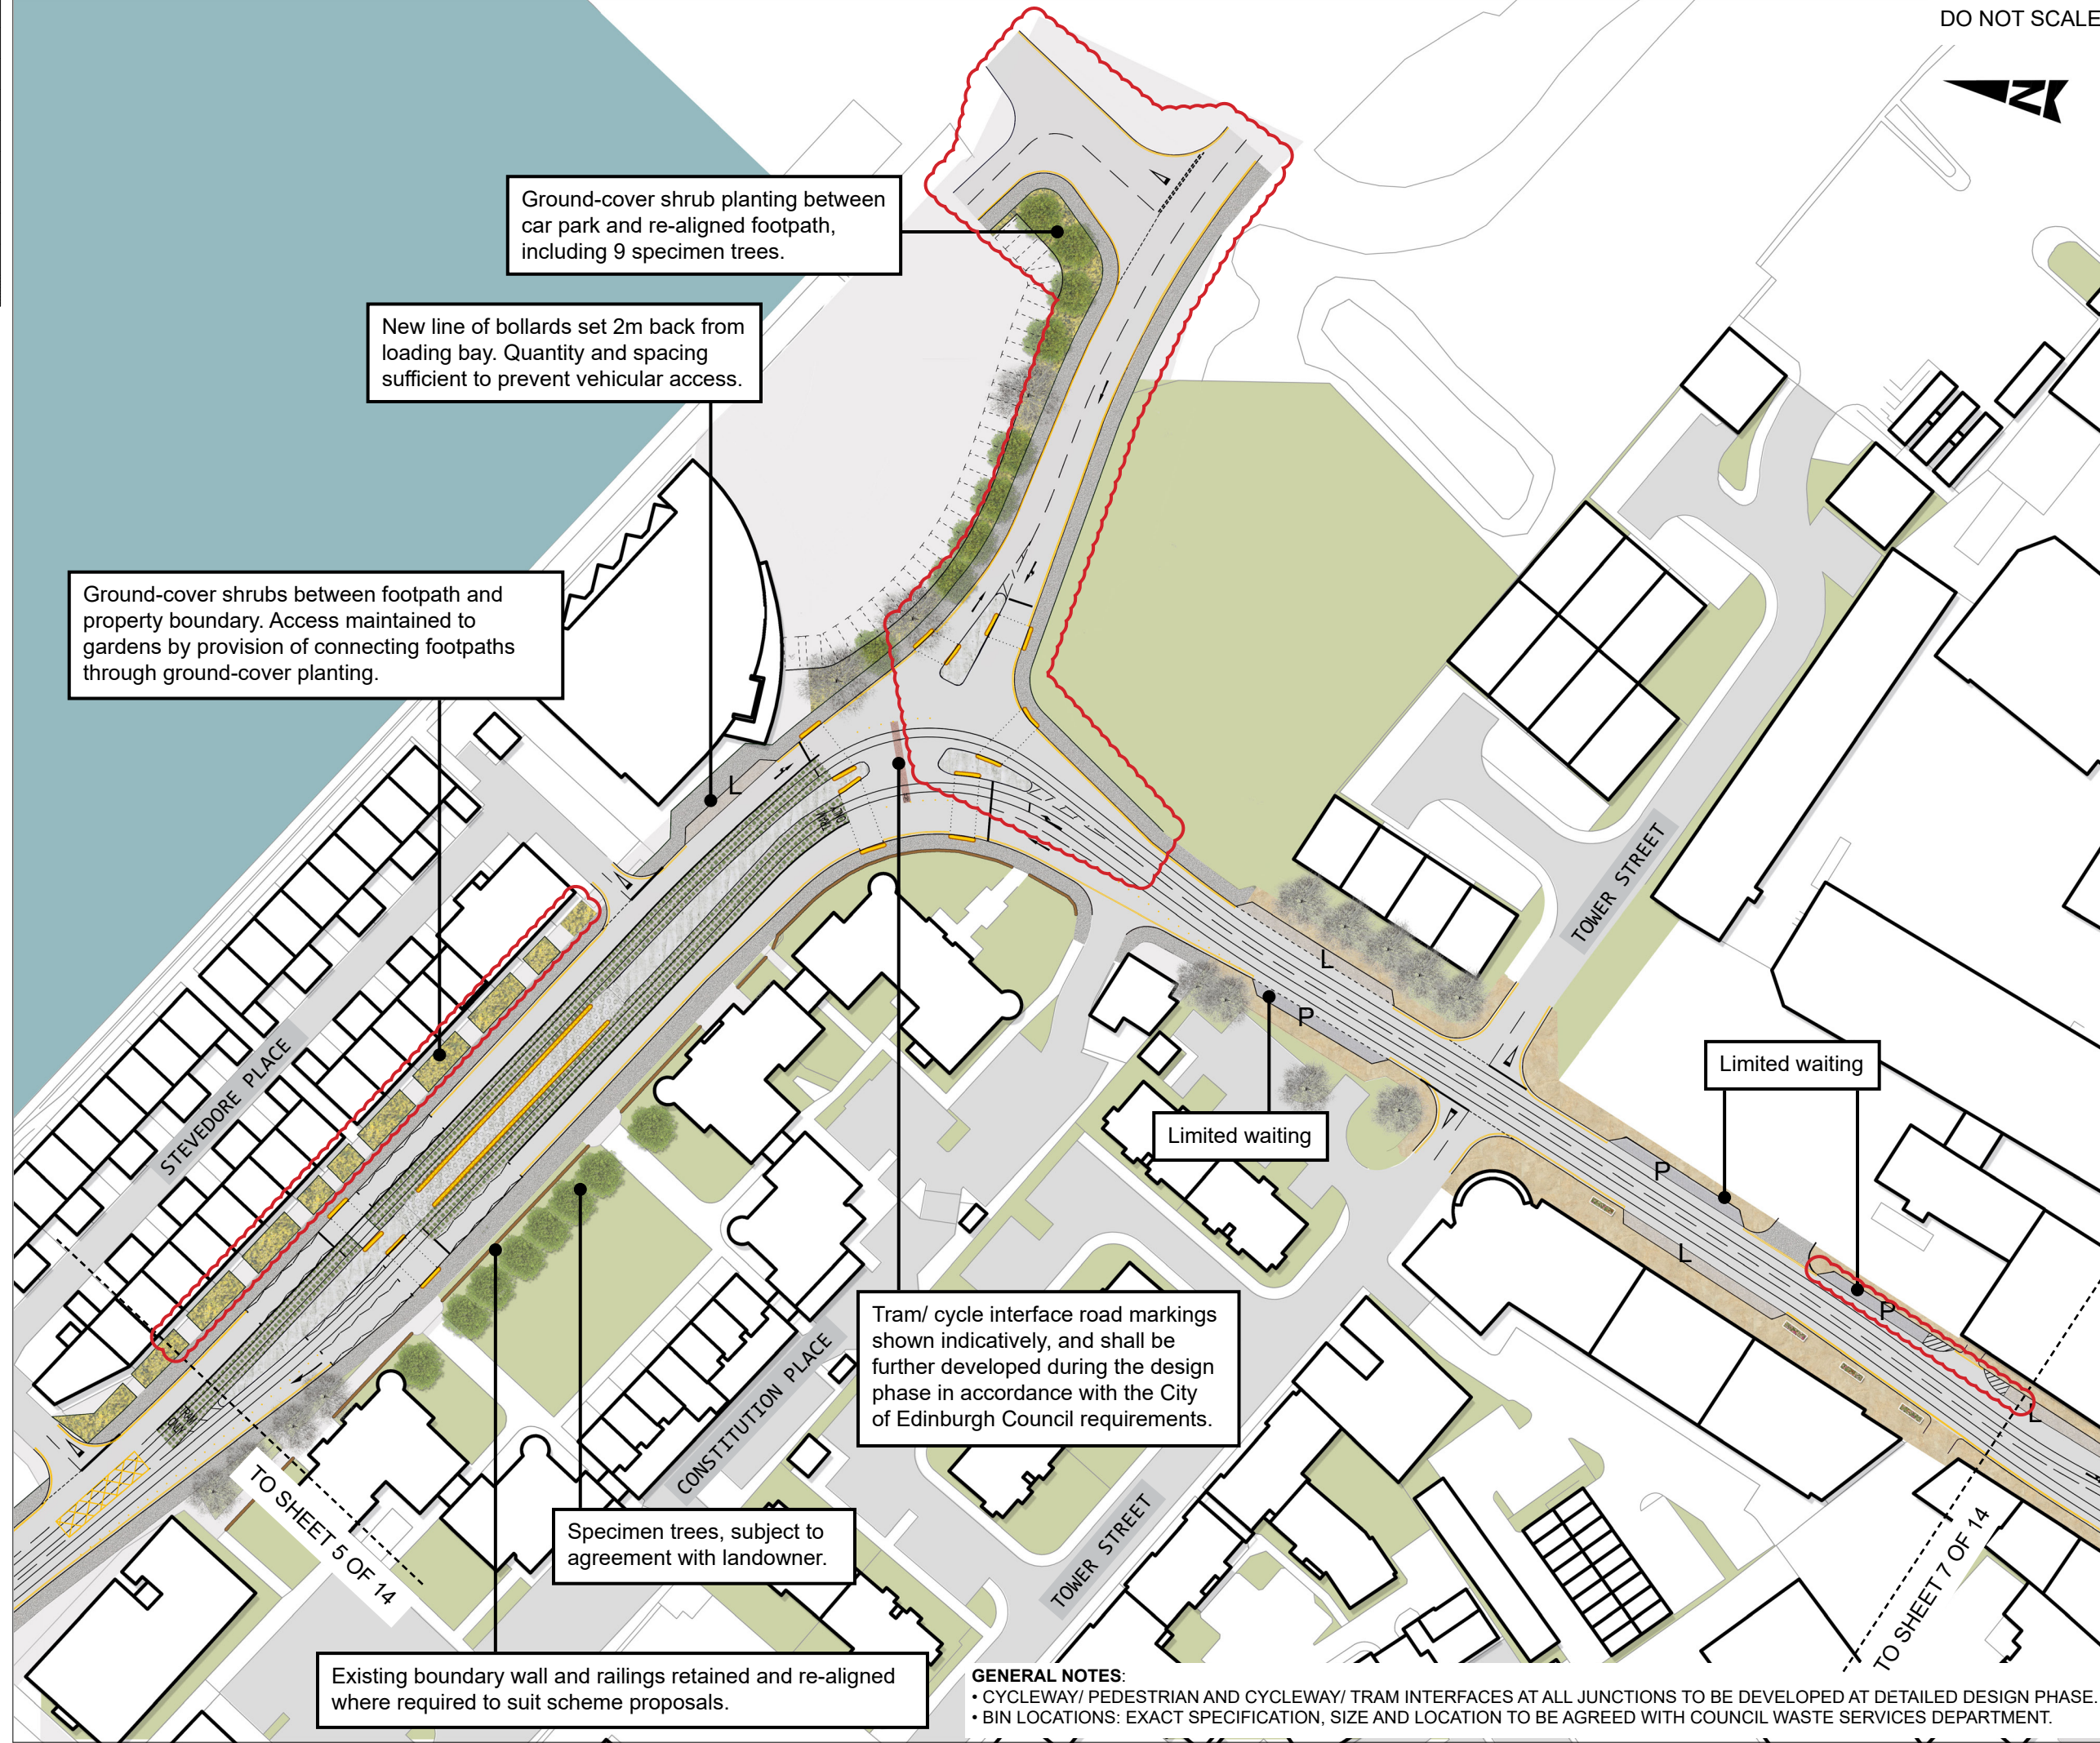 DO NOT SCALE
N
Ground-cover shrub planting between
car park and re-aligned footpath,
including 9 specimen trees.
New line of bollards set 2m back from
loading bay. Quantity and spacing
sufficient to prevent vehicular access.
Ground-cover shrubs between footpath and
property boundary. Access maintained to
gardens by provision of connecting footpaths
through ground-cover planting.
L
TOWER STREET
L
P
STEVEDORE PLACE
Limited waiting
Limited waiting
P
L
P
L
Tram/ cycle interface road markings
shown indicatively, and shall be
further developed during the design
phase in accordance with the City
of Edinburgh Council requirements.
CONSTITUTION PLACE
TO SHEET 5 OF 14
Specimen trees, subject to
agreement with landowner.
TOWER STREET
TO SHEET 7 OF 14
Existing boundary wall and railings retained and re-aligned
where required to suit scheme proposals.
GENERAL NOTES:
• CYCLEWAY/ PEDESTRIAN AND CYCLEWAY/ TRAM INTERFACES AT ALL JUNCTIONS TO BE DEVELOPED AT DETAILED DESIGN PHASE.
• BIN LOCATIONS: EXACT SPECIFICATION, SIZE AND LOCATION TO BE AGREED WITH COUNCIL WASTE SERVICES DEPARTMENT.